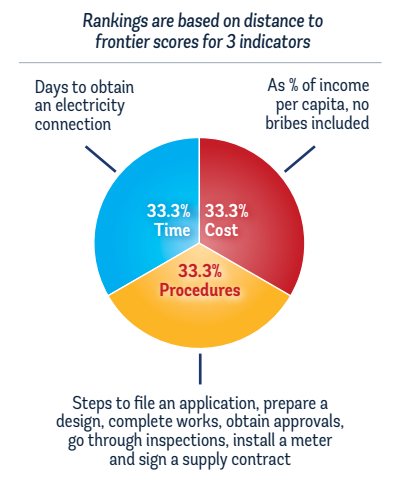 Rankings are based on distance to
frontier scores for 3 indicators
Days to obtain
an electricity
connection
As % of income
per capita, no
bribes included
33.3%
Time
33.3%
Cost
33.3%
Procedures
Steps to file an application, prepare a
design, complete works, obtain approvals,
go through inspections, install a meter
and sign a supply contract